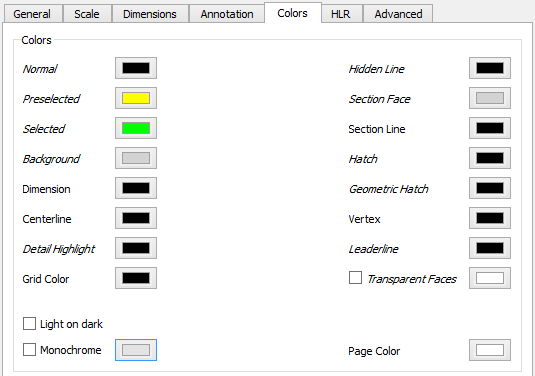 General Scale Dimensions Annotation Colors HLR Advanced
Colors
Normal Hidden Line
Preselected Section Face
Selected Section Line
Background Hatch
Dimension Geometric Hatch
Centerline Vertex
Detail Highlight Leaderline
Grid Color Transparent Faces
Light on dark
Monochrome Page Color